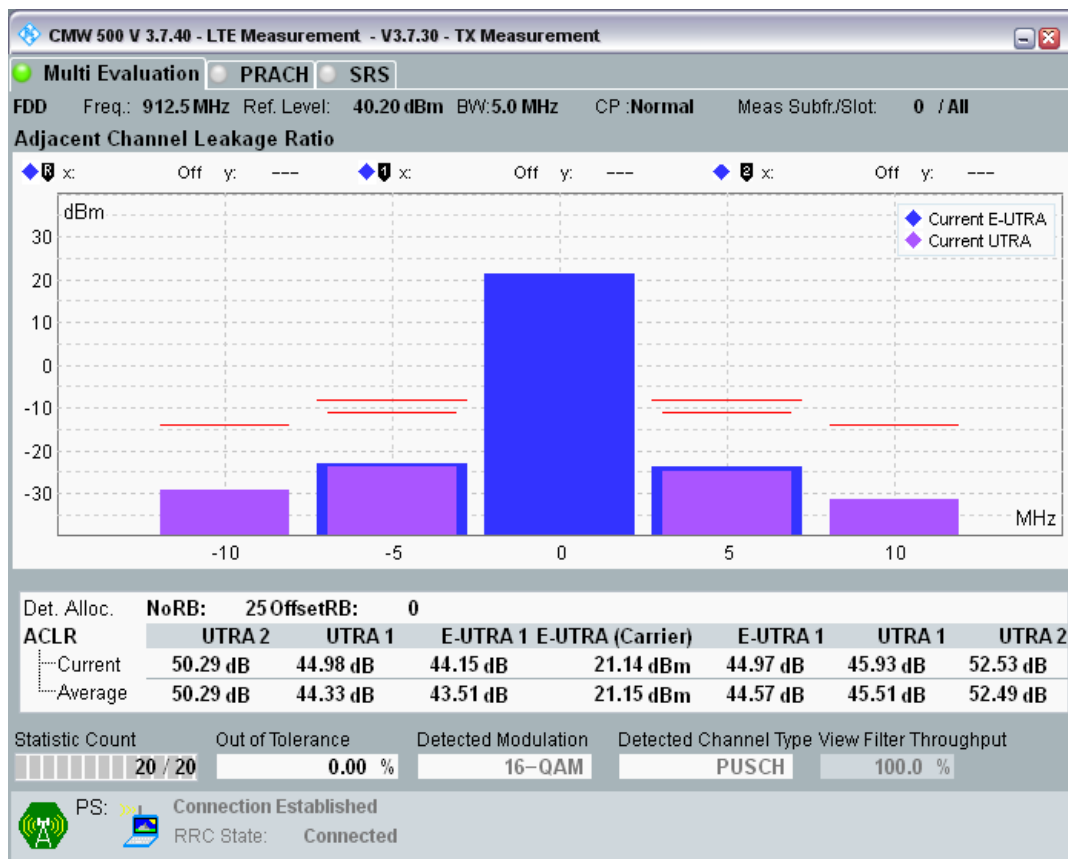 CMW 500 V 3.7.40 - LTE Measurement - V3.7.30 - TX Measurement
Multi Evaluation PRACH SRS
FDD Freq.: 912.5 MHz Ref. Level: 40.20 dBm BW:5.0 MHz CP :Normal Meas Subfr./Slot: 0 / All
Adjacent Channel Leakage Ratio
R x: Off y: --- 1 x: Off y: --- 2 x: Off y: ---
dBm
Current E-UTRA
Current UTRA
30
20
10
0
-10
-20
-30
MHz
-10 -5 0 5 10
Det. Alloc. NoRB: 25 OffsetRB: 0
ACLR UTRA 2 UTRA 1 E-UTRA 1 E-UTRA (Carrier) E-UTRA 1 UTRA 1 UTRA 2
Current 50.29 dB 44.98 dB 44.15 dB 21.14 dBm 44.97 dB 45.93 dB 52.53 dB
Average 50.29 dB 44.33 dB 43.51 dB 21.15 dBm 44.57 dB 45.51 dB 52.49 dB
Statistic Count Out of Tolerance Detected Modulation Detected Channel Type View Filter Throughput
20 / 20 0.00 % 16-QAM PUSCH 100.0 %
PS: Connection Established
RRC State: Connected